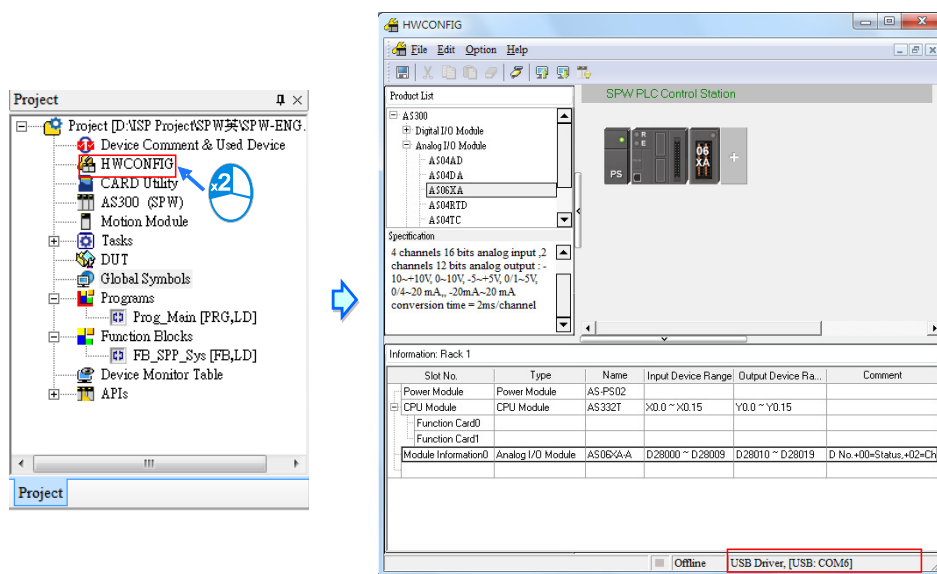 Project
Project [D:\ISP Project\SPW英\SPW-ENG.
Device Comment & Used Device
HWCONFIG
CARD Utility
AS300 (SPW)
Motion Module
Tasks
DUT
Global Symbols
Programs
Prog_Main [PRG,LD]
Function Blocks
FB_SPP_Sys [FB,LD]
Device Monitor Table
APIs
Project
x2
HWCONFIG
File Edit Option Help
Product List
AS300
Digital I/O Module
Analog I/O Module
AS04AD
AS04DA
AS06XA
AS04RTD
AS04TC
Specification
4 channels 16 bits analog input ,2
channels 12 bits analog output : -
10~+10V, 0~10V, -5~+5V, 0/1~5V,
0/4~20 mA,, -20mA~20 mA
conversion time = 2ms/channel
SPW PLC Control Station
PS
R
E
06
XA
+
Information: Rack 1
Slot No. Type Name Input Device Range Output Device Ra... Comment
Power Module Power Module AS-PS02
CPU Module CPU Module AS332T X0.0 ~ X0.15 Y0.0 ~ Y0.15
Function Card0
Function Card1
Module Information0 Analog I/O Module AS06XA-A D28000 ~ D28009 D28010 ~ D28019 D No.+00=Status,+02=Ch
Offline USB Driver, [USB: COM6]